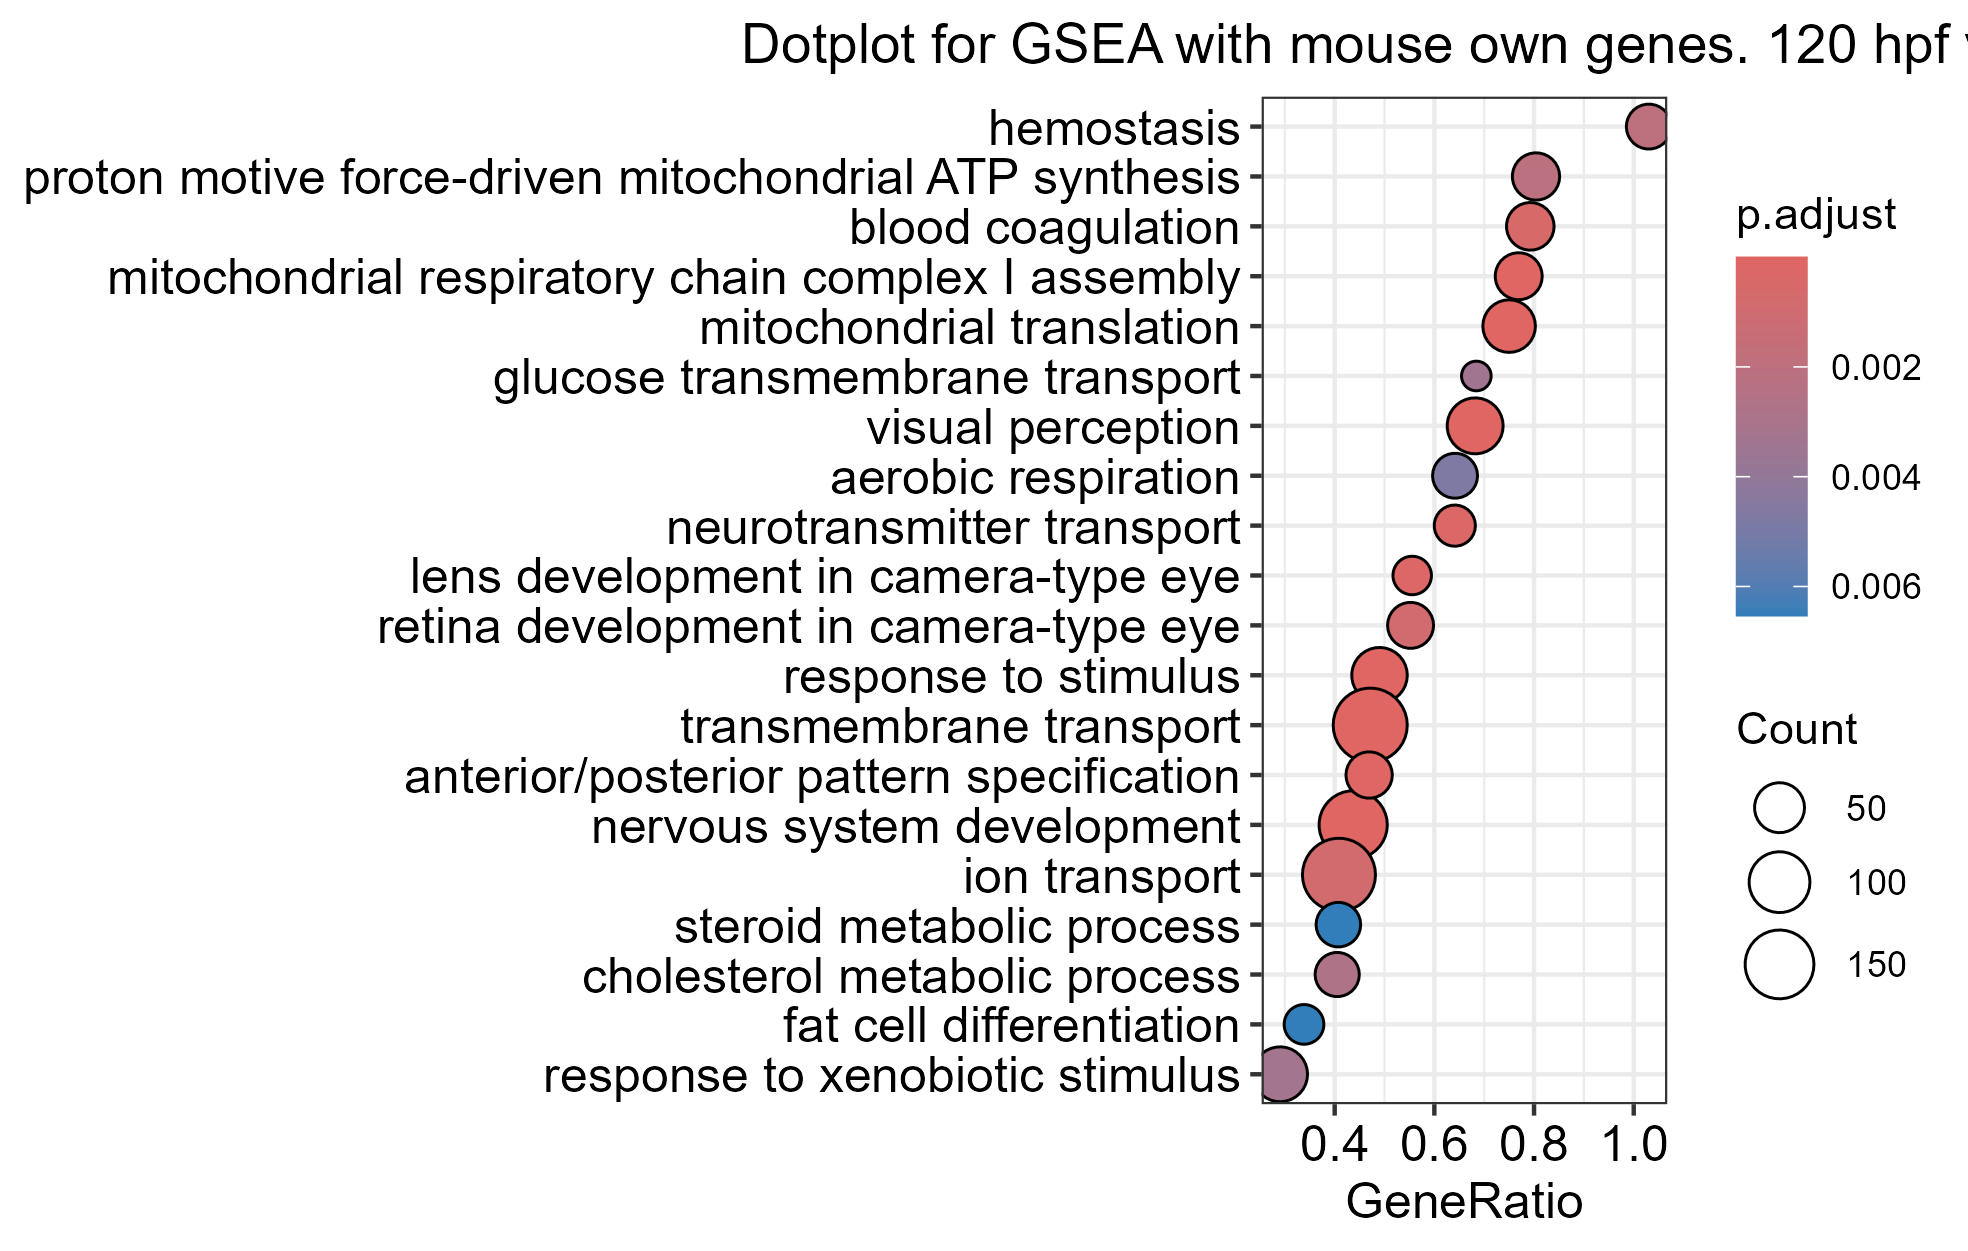 Dotplot for GSEA with mouse own genes. 120 hpf
hemostasis
proton motive force-driven mitochondrial ATP synthesis
blood coagulation
mitochondrial respiratory chain complex I assembly
mitochondrial translation
glucose transmembrane transport
visual perception
aerobic respiration
neurotransmitter transport
lens development in camera-type eye
retina development in camera-type eye
response to stimulus
transmembrane transport
anterior/posterior pattern specification
nervous system development
ion transport
steroid metabolic process
cholesterol metabolic process
fat cell differentiation
response to xenobiotic stimulus
0.4 0.6 0.8 1.0
GeneRatio
p.adjust
0.002
0.004
0.006
Count
50
100
150